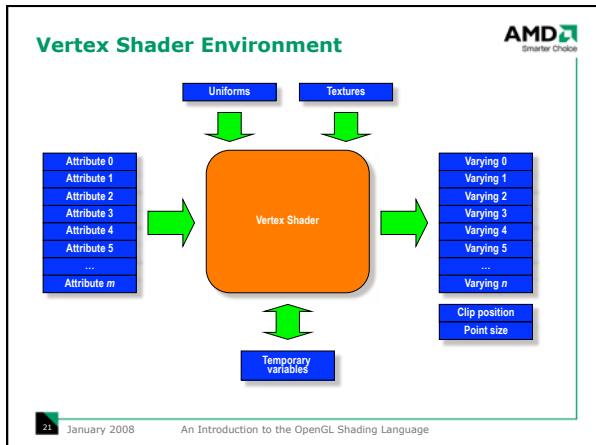 Vertex Shader Environment
AMD
Smarter Choice
Uniforms
Textures
Attribute 0
Attribute 1
Attribute 2
Attribute 3
Attribute 4
Attribute 5
...
Attribute m
Vertex Shader
Varying 0
Varying 1
Varying 2
Varying 3
Varying 4
Varying 5
...
Varying n
Clip position
Point size
Temporary
variables
21 January 2008 An Introduction to the OpenGL Shading Language